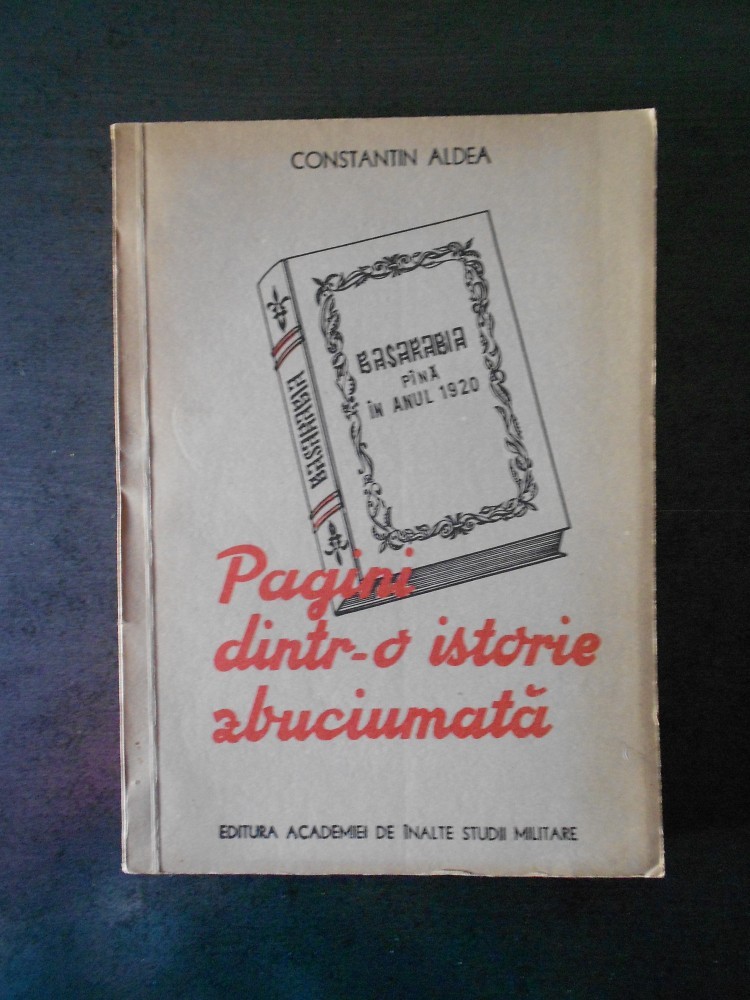 CONSTANTIN ALDEA
BASARABIA
BASARABIA
PÎNĂ
ÎN ANUL 1920
Pagini
dintr-o istorie
zbuciumată
EDITURA ACADEMIEI DE ÎNALTE STUDII MILITARE